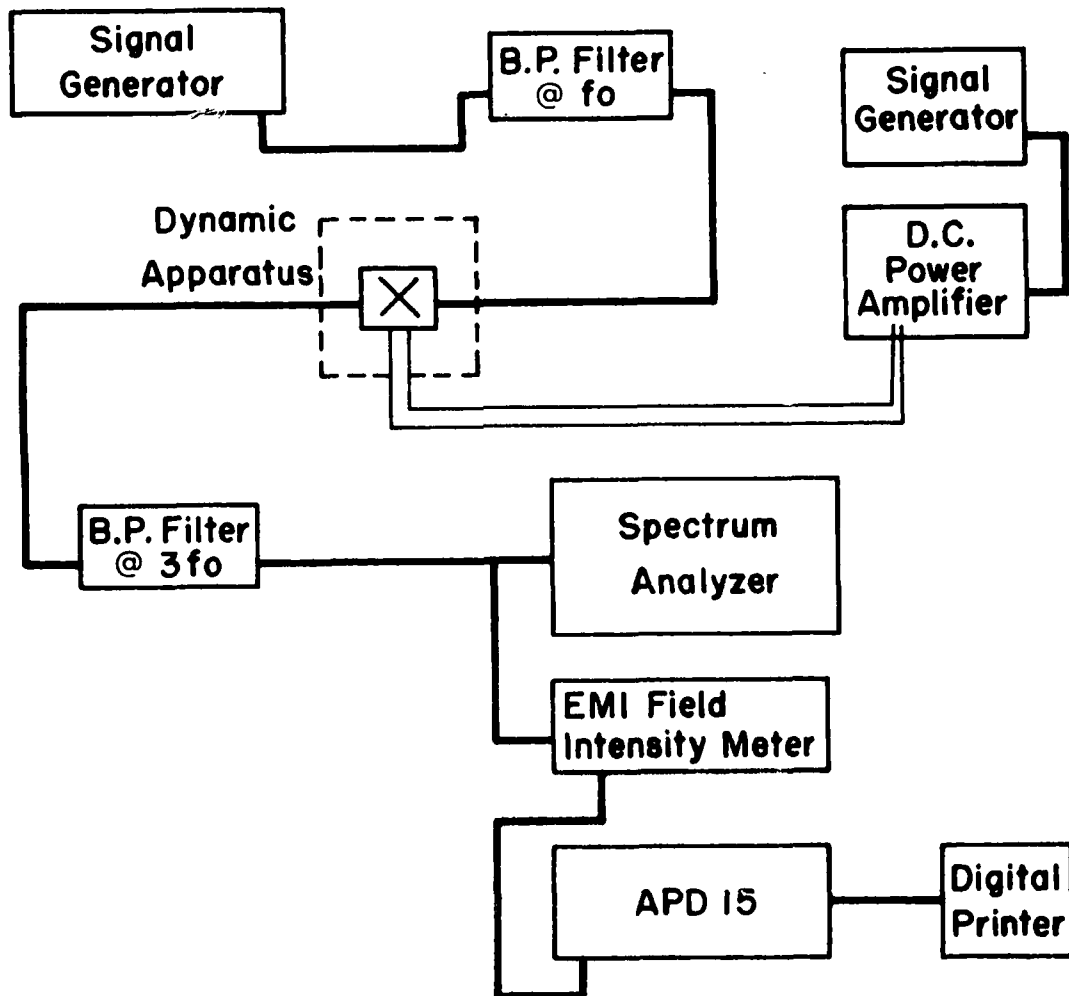 Signal
Generator
B.P. Filter
@ fo
Signal
Generator
Dynamic
Apparatus
D.C.
Power
Amplifier
B.P. Filter
@ 3fo
Spectrum
Analyzer
EMI Field
Intensity Meter
APD 15
Digital
Printer